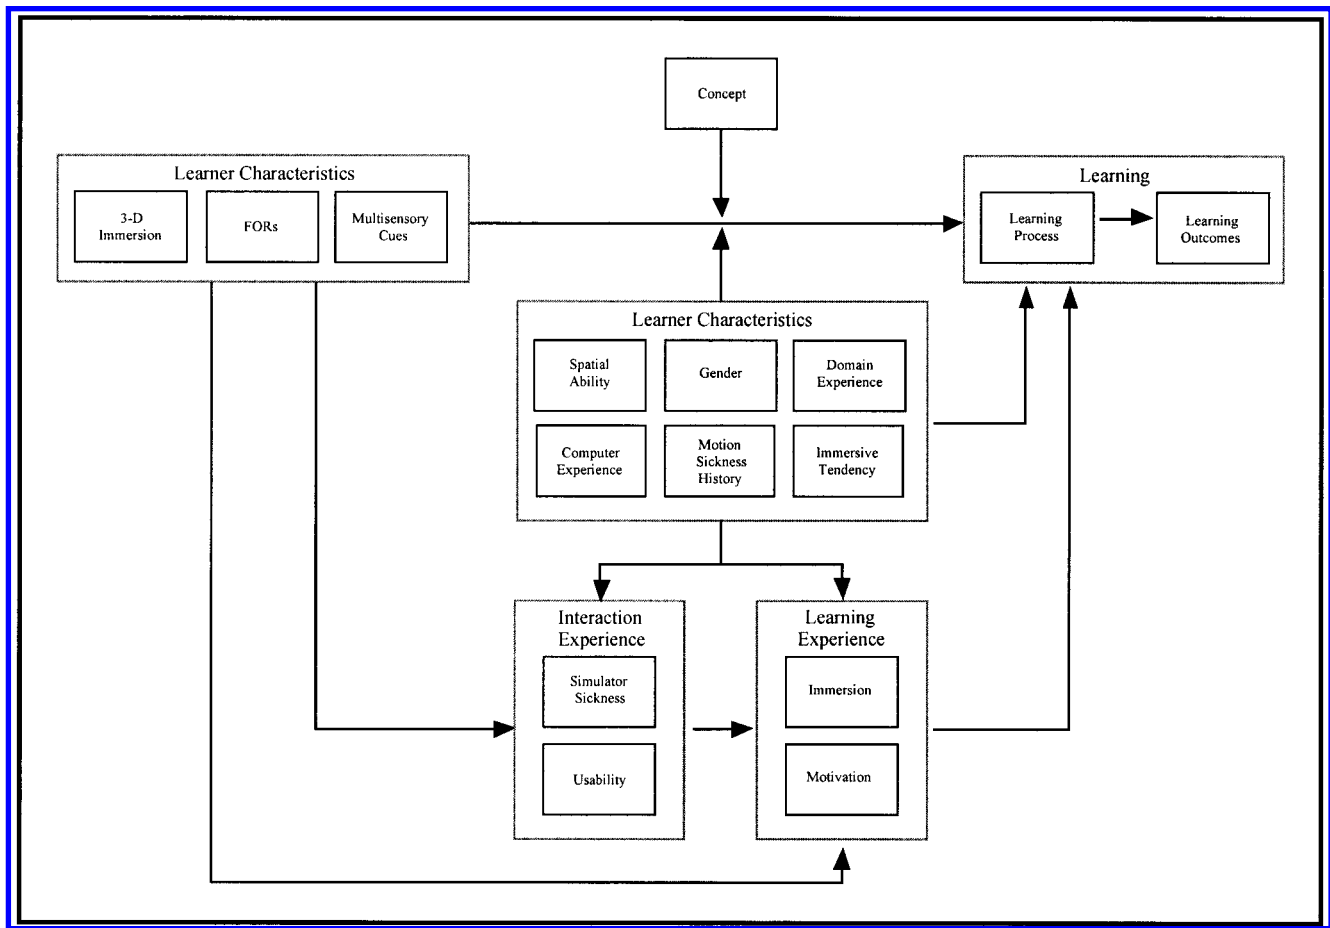 Concept
Learner Characteristics
3-D
Immersion
FORs
Multisensory
Cues
Learning
Learning
Process
Learning
Outcomes
Learner Characteristics
Spatial
Ability
Gender
Domain
Experience
Computer
Experience
Motion
Sickness
History
Immersive
Tendency
Interaction
Experience
Simulator
Sickness
Usability
Learning
Experience
Immersion
Motivation